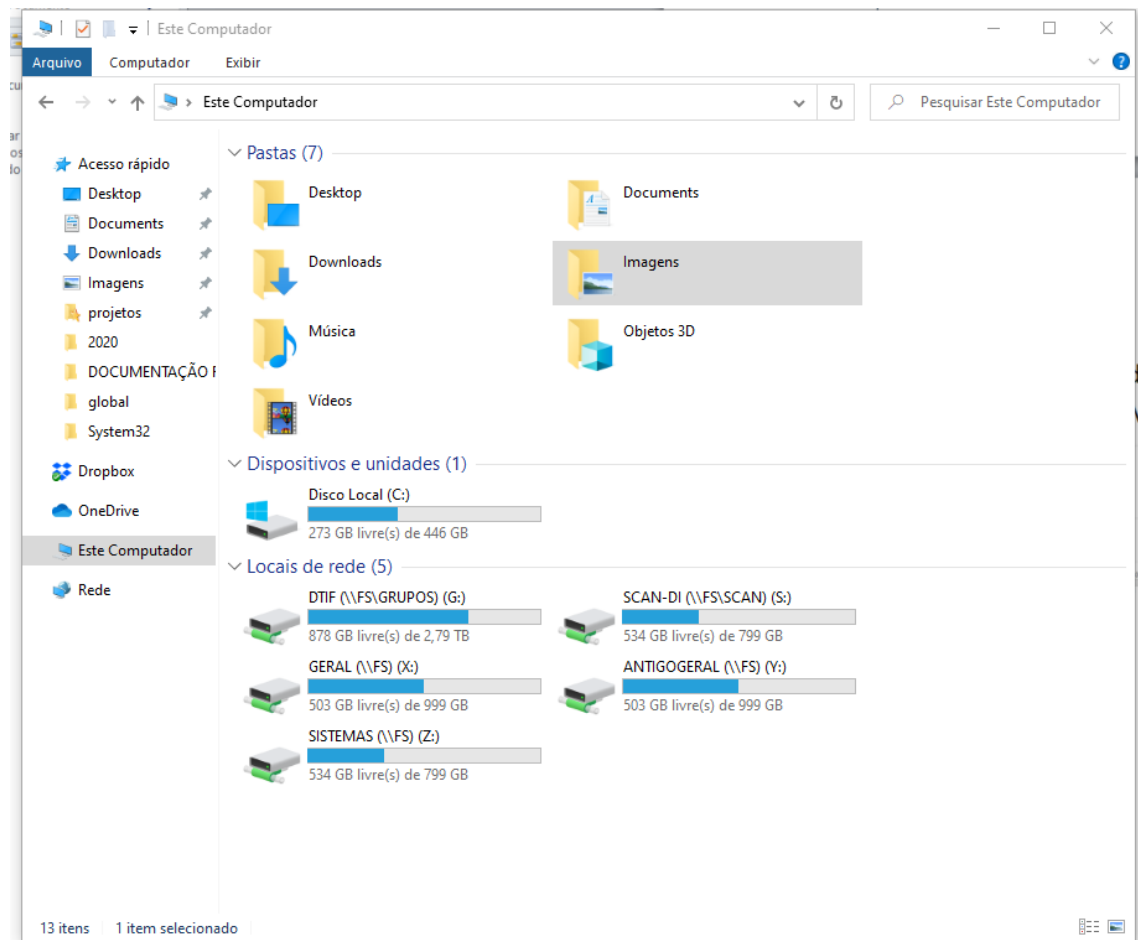 Este Computador
Arquivo Computador Exibir
Este Computador
Pesquisar Este Computador
Acesso rápido
Desktop
Documents
Downloads
Imagens
projetos
2020
DOCUMENTAÇÃO
global
System32
Dropbox
OneDrive
Este Computador
Rede
Pastas (7)
Desktop
Documents
Downloads
Imagens
Música
Objetos 3D
Vídeos
Dispositivos e unidades (1)
Disco Local (C:)
273 GB livre(s) de 446 GB
Locais de rede (5)
DTIF (\\FS\GRUPOS) (G:)
878 GB livre(s) de 2,79 TB
SCAN-DI (\\FS\SCAN) (S:)
534 GB livre(s) de 799 GB
GERAL (\\FS) (X:)
503 GB livre(s) de 999 GB
ANTIGOGERAL (\\FS) (Y:)
503 GB livre(s) de 999 GB
SISTEMAS (\\FS) (Z:)
534 GB livre(s) de 799 GB
13 itens 1 item selecionado